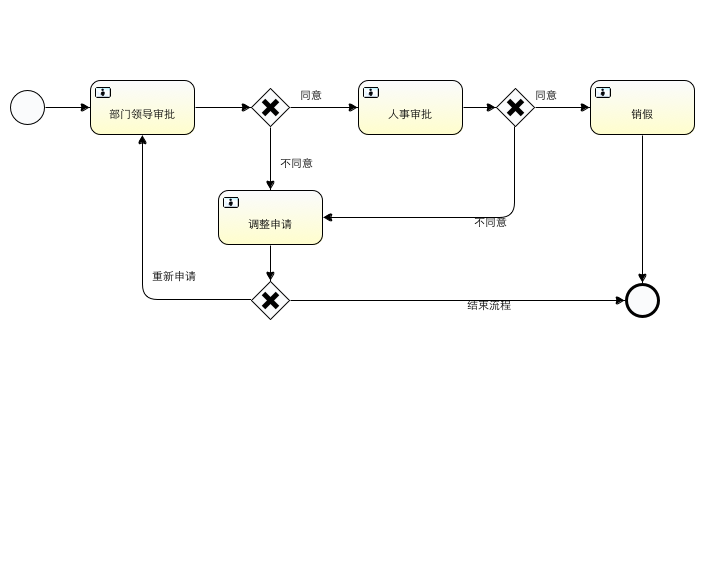 同意
同意
部门领导审批
人事审批
销假
不同意
调整申请
不同意
重新申请
结束流程